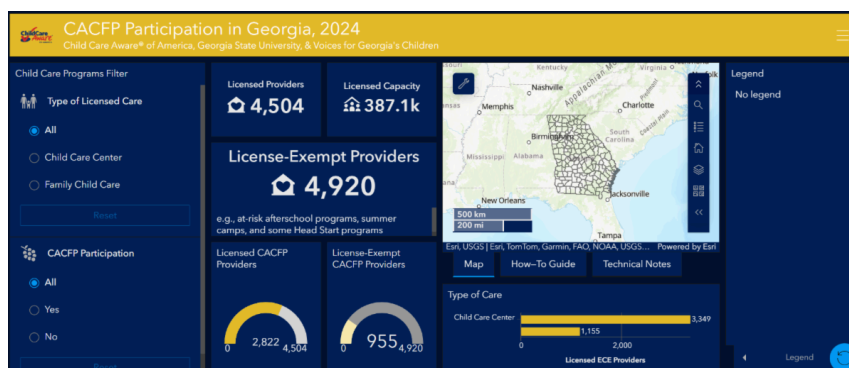 CACFP Participation in Georgia, 2024
Child Care Aware® of America, Georgia State University, & Voices for Georgia's Children
Child Care Programs Filter
Type of Licensed Care
All
Child Care Center
Family Child Care
Reset
CACFP Participation
All
Yes
No
Reset
Licensed Providers
4,504
Licensed Capacity
387.1k
License-Exempt Providers
4,920
e.g., at-risk afterschool programs, summer
camps, and some Head Start programs
Licensed CACFP
Providers
0
2,822
4,504
License-Exempt
CACFP Providers
0
955
4,920
Kentucky
Virginia
Nashville
Appalachian
Memphis
Charlotte
South
Carolina
Coastal Plain
Piedmont
Mississippi
Alabama
Jacksonville
New Orleans
Tampa
500 km
200 mi
Esri, USGS | Esri, TomTom, Garmin, FAO, NOAA, USGS... Powered by Esri
Map
How-To Guide
Technical Notes
Type of Care
Child Care Center
3,349
1,155
0
2,000
Licensed ECE Providers
Legend
No legend
Legend